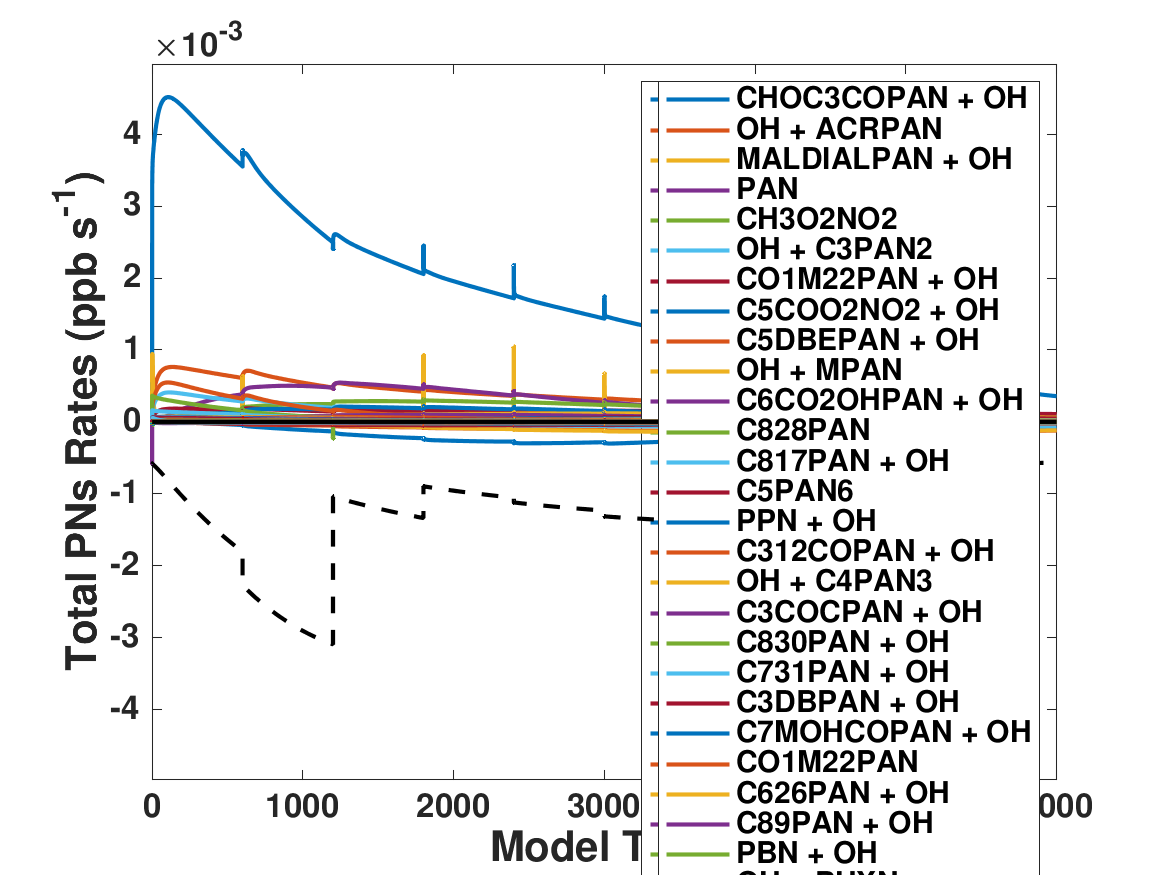 ×10-3
Total PNs Rates (ppb s-1)
4
3
2
1
0
-1
-2
-3
-4
0 1000 2000 3000 000
Model T
CHOC3COPAN + OH
OH + ACRPAN
MALDIALPAN + OH
PAN
CH3O2NO2
OH + C3PAN2
CO1M22PAN + OH
C5COO2NO2 + OH
C5DBEPAN + OH
OH + MPAN
C6CO2OHPAN + OH
C828PAN
C817PAN + OH
C5PAN6
PPN + OH
C312COPAN + OH
OH + C4PAN3
C3COCPAN + OH
C830PAN + OH
C731PAN + OH
C3DBPAN + OH
C7MOHCOPAN + OH
CO1M22PAN
C626PAN + OH
C89PAN + OH
PBN + OH